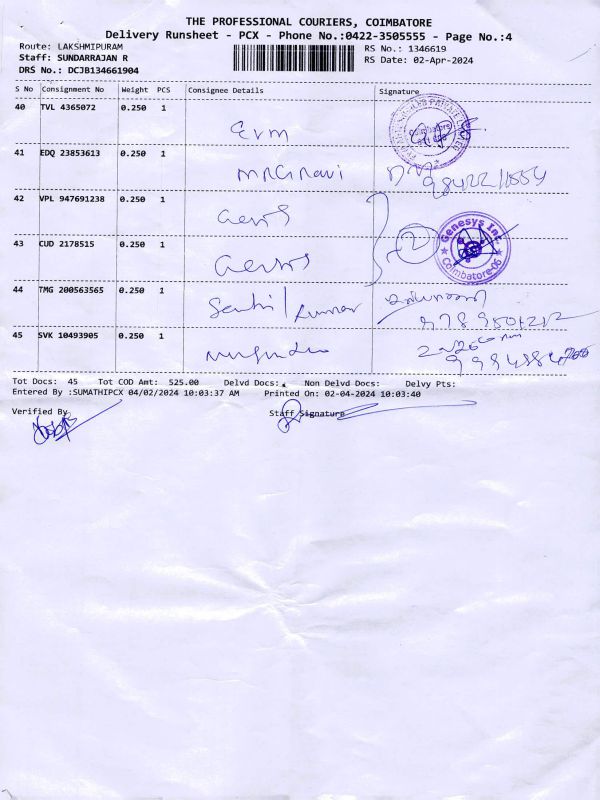 THE PROFESSIONAL COURIERS, COIMBATORE
Delivery Runsheet - PCX - Phone No.:0422-3505555 - Page No.:4
Route: LAKSHMIPURAM RS No.: 1346619
Staff: SUNDARRAJAN R RS Date: 02-Apr-2024
DRS No.: DCJB134661904
S No Consignment No Weight PCS Consignee Details Signature
40 TVL 4365072 0.250 1
Coimbatore
41 EDQ 23853613 0.250 1
42 VPL 947691238 0.250 1
2
Genesys Inc.
Coimbatore-06
43 CUD 2178515 0.250 1
44 TMG 200563565 0.250 1 Senthil Kumar
45 SVK 10493905 0.250 1
Tot Docs: 45 Tot COD Amt: 525.00 Delvd Docs: Non Delvd Docs: Delvy Pts:
Entered By :SUMATHIPCX 04/02/2024 10:03:37 AM Printed On: 02-04-2024 10:03:40
Verified By Staff Signature